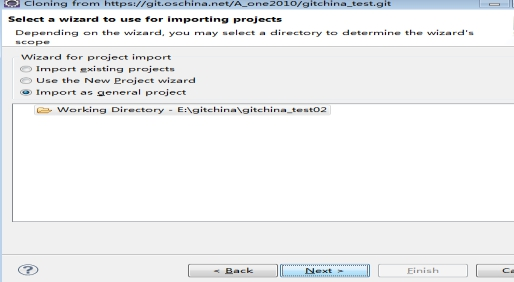 Cloning from https://git.oschina.net/A_one2010/gitchina_test.git
Select a wizard to use for importing projects
Depending on the wizard, you may select a directory to determine the wizard's
scope
Wizard for project import
Import existing projects
Use the New Project wizard
Import as general project
Working Directory - E:\gitchina\gitchina_test02
?
< Back
Next >
Finish
Ca